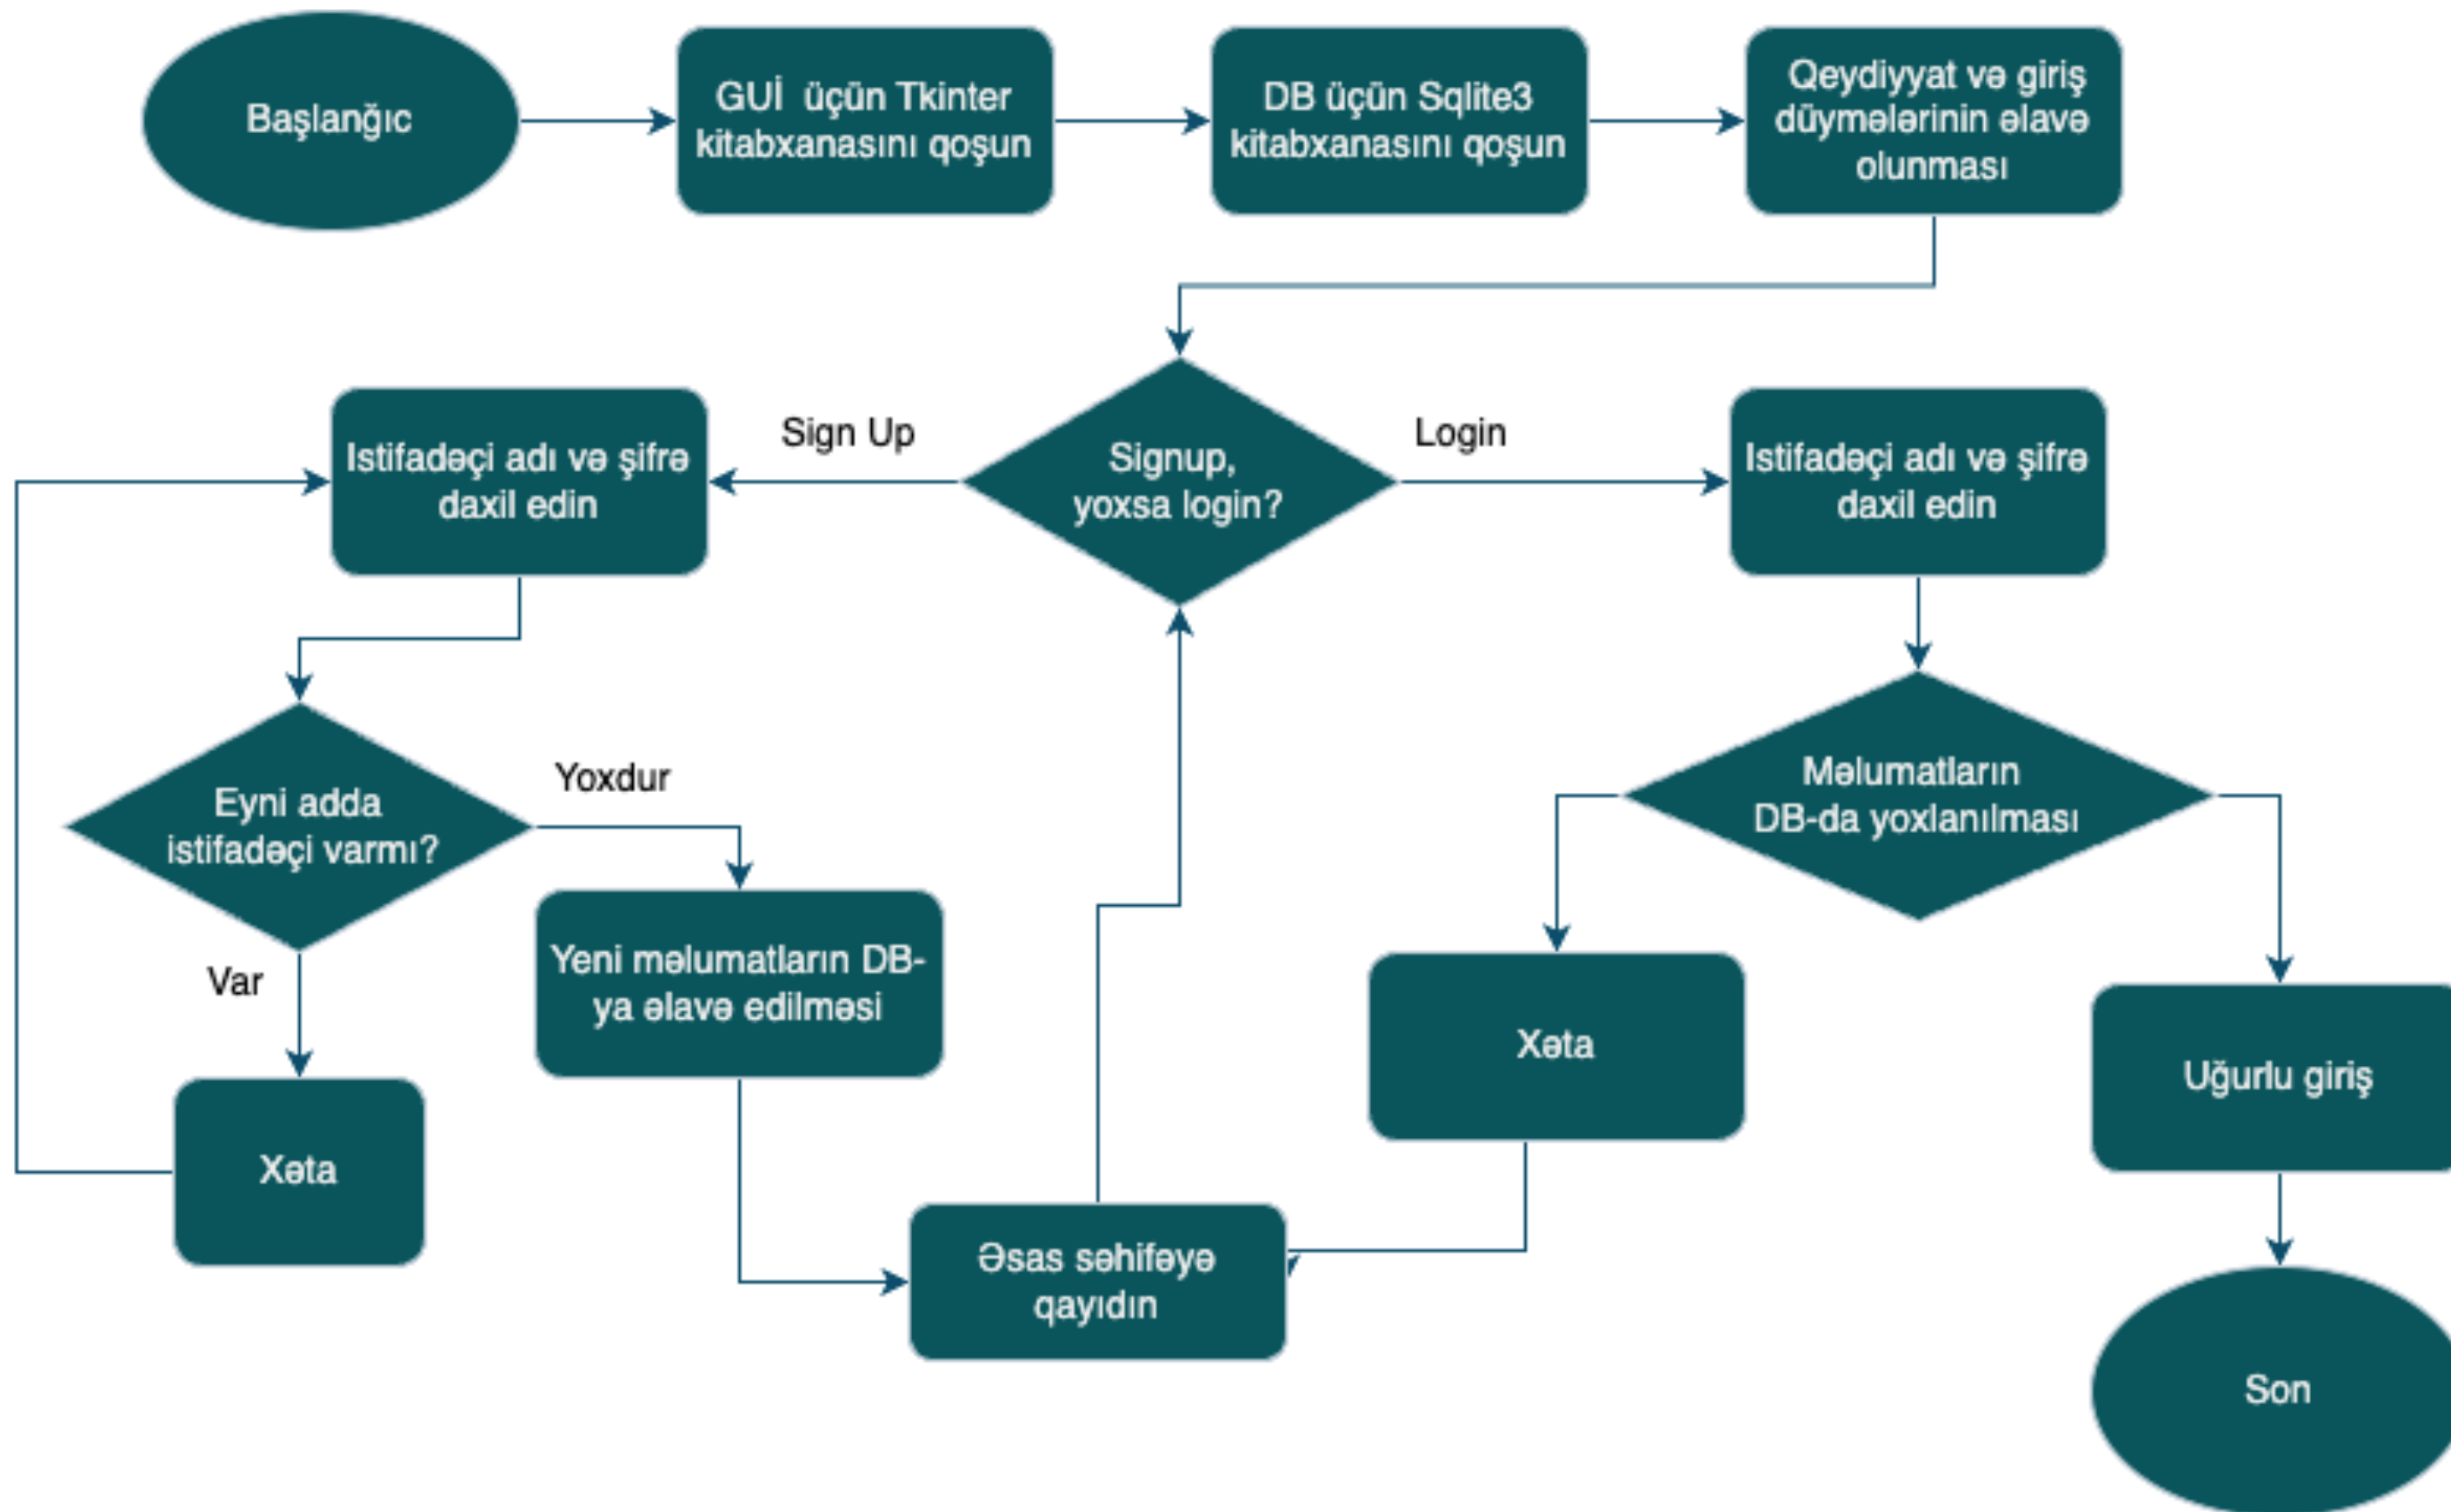 Başlanğıc
GUİ  üçün Tkinter
kitabxanasını qoşun
DB üçün Sqlite3
kitabxanasını qoşun
Qeydiyyat və giriş
düymələrinin əlavə
olunması
Istifadəçi adı və şifrə
daxil edin
Sign Up
Signup,
yoxsa login?
Login
Istifadəçi adı və şifrə
daxil edin
Eyni adda
istifadəçi varmı?
Yoxdur
Məlumatların
DB-da yoxlanılması
Var
Yeni məlumatların DB-
ya əlavə edilməsi
Xəta
Uğurlu giriş
Xəta
Əsas səhifəyə
qayıdın
Son